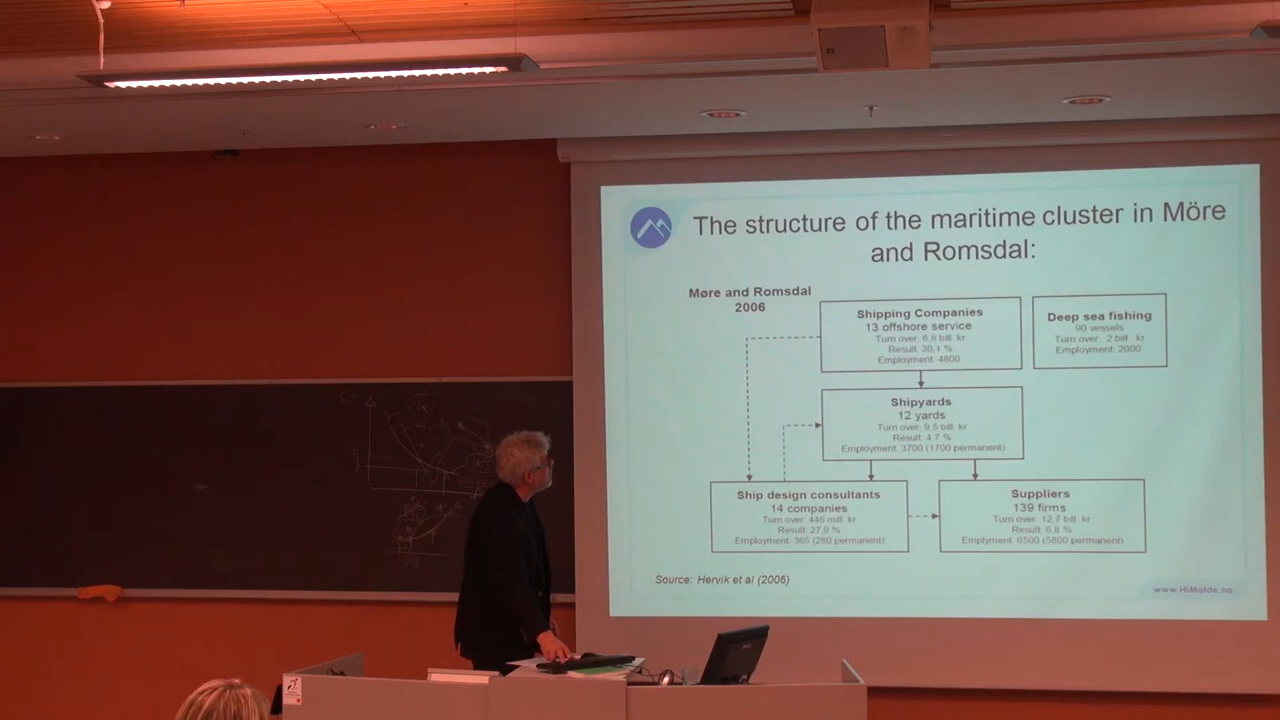 The structure of the maritime cluster in Möre
and Romsdal:
Møre and Romsdal
2006
Shipping Companies
13 offshore service
Turn over: 6,8 bill. kr
Result: 30,1 %
Employment: 4800
Deep sea fishing
90 vessels
Turn over: 2 bill. kr
Employment: 2000
Shipyards
12 yards
Turn over: 9,5 bill. kr
Result: 4,7 %
Employment: 3700 (1700 permanent)
Ship design consultants
14 companies
Turn over: 446 mill. kr
Result: 27,9 %
Employment: 365 (280 permanent)
Suppliers
139 firms
Turn over: 12,7 bill. kr
Result: 6,8 %
Emplyment: 6500 (5800 permanent)
Source: Hervik et al (2006)
www.HiMolde.no